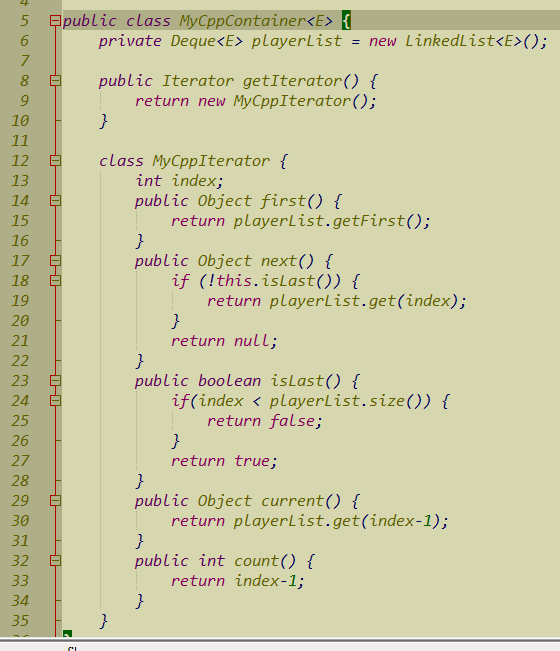 5 public class MyCppContainer<E> {
6 private Deque<E> playerList = new LinkedList<E>();
7
8 public Iterator getIterator() {
9 return new MyCppIterator();
10 }
11
12 class MyCppIterator {
13 int index;
14 public Object first() {
15 return playerList.getFirst();
16 }
17 public Object next() {
18 if (!this.isLast()) {
19 return playerList.get(index);
20 }
21 return null;
22 }
23 public boolean isLast() {
24 if(index < playerList.size()) {
25 return false;
26 }
27 return true;
28 }
29 public Object current() {
30 return playerList.get(index-1);
31 }
32 public int count() {
33 return index-1;
34 }
35 }